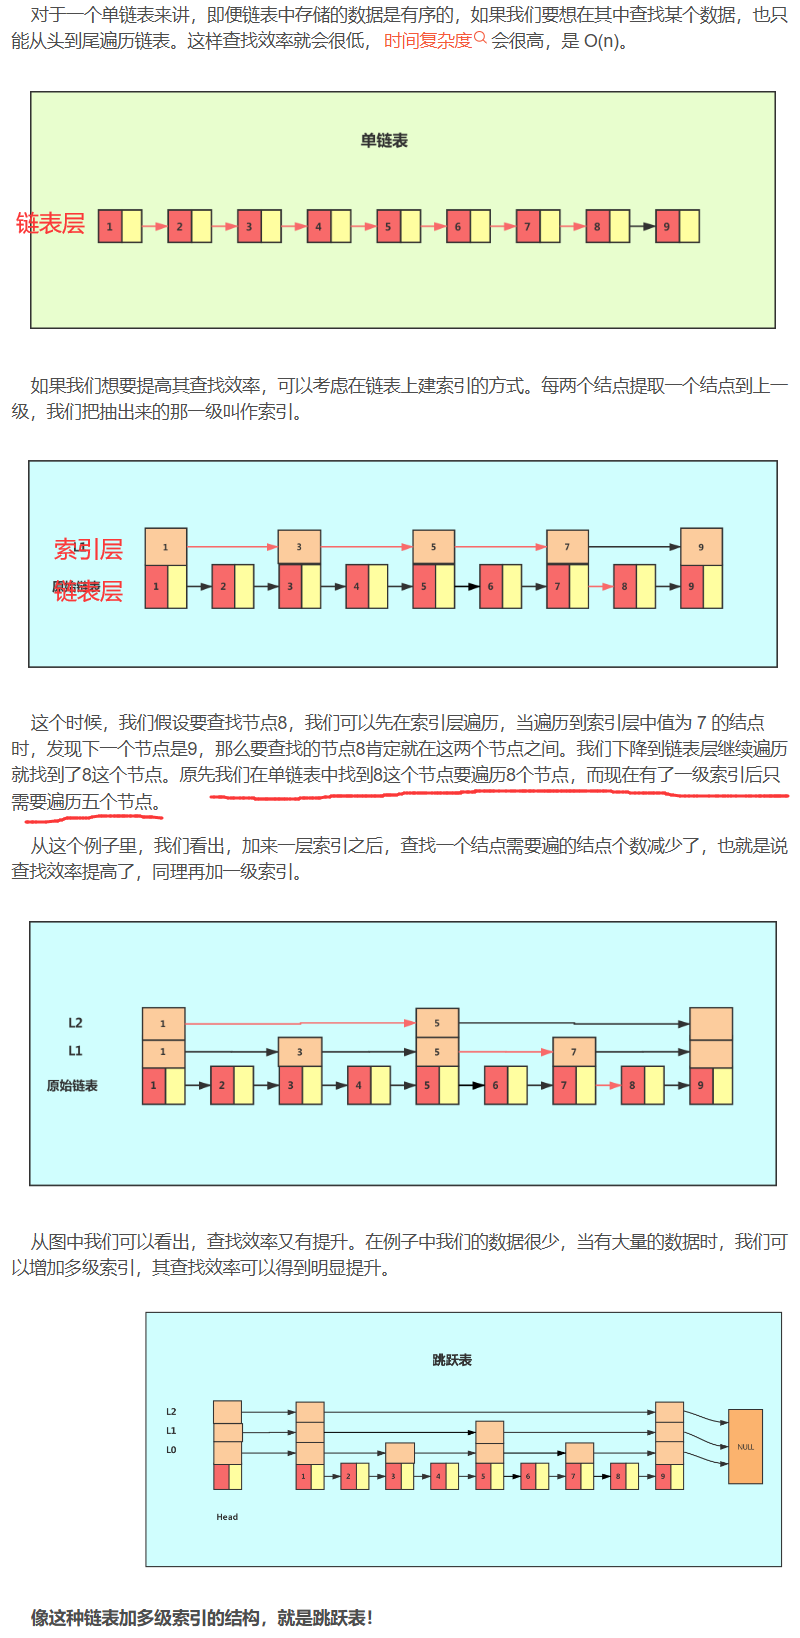 对于一个单链表来讲，即便链表中存储的数据是有序的，如果我们要想在其中查找某个数据，也只
能从头到尾遍历链表。这样查找效率就会很低，时间复杂度 会很高，是 O(n)。
单链表
链表层
1 2 3 4 5 6 7 8 9
如果我们想要提高其查找效率，可以考虑在链表上建索引的方式。每两个结点提取一个结点到上一
级，我们把抽出来的那一级叫作索引。
索引层
L1
1 3 5 7 9
链表层
原始链表
1 2 3 4 5 6 7 8 9
这个时候，我们假设要查找节点8，我们可以先在索引层遍历，当遍历到索引层中值为 7 的结点
时，发现下一个节点是9，那么要查找的节点8肯定就在这两个节点之间。我们下降到链表层继续遍历
就找到了8这个节点。原先我们在单链表中找到8这个节点要遍历8个节点，而现在有了一级索引后只
需要遍历五个节点。
从这个例子里，我们看出，加来一层索引之后，查找一个结点需要遍的结点个数减少了，也就是说
查找效率提高了，同理再加一级索引。
L2 1 5
L1 1 3 5 7
原始链表 1 2 3 4 5 6 7 8 9
从图中我们可以看出，查找效率又有提升。在例子中我们的数据很少，当有大量的数据时，我们可
以增加多级索引，其查找效率可以得到明显提升。
跳跃表
L2
L1
L0
NULL
1 2 3 4 5 6 7 8 9
Head
像这种链表加多级索引的结构，就是跳跃表！